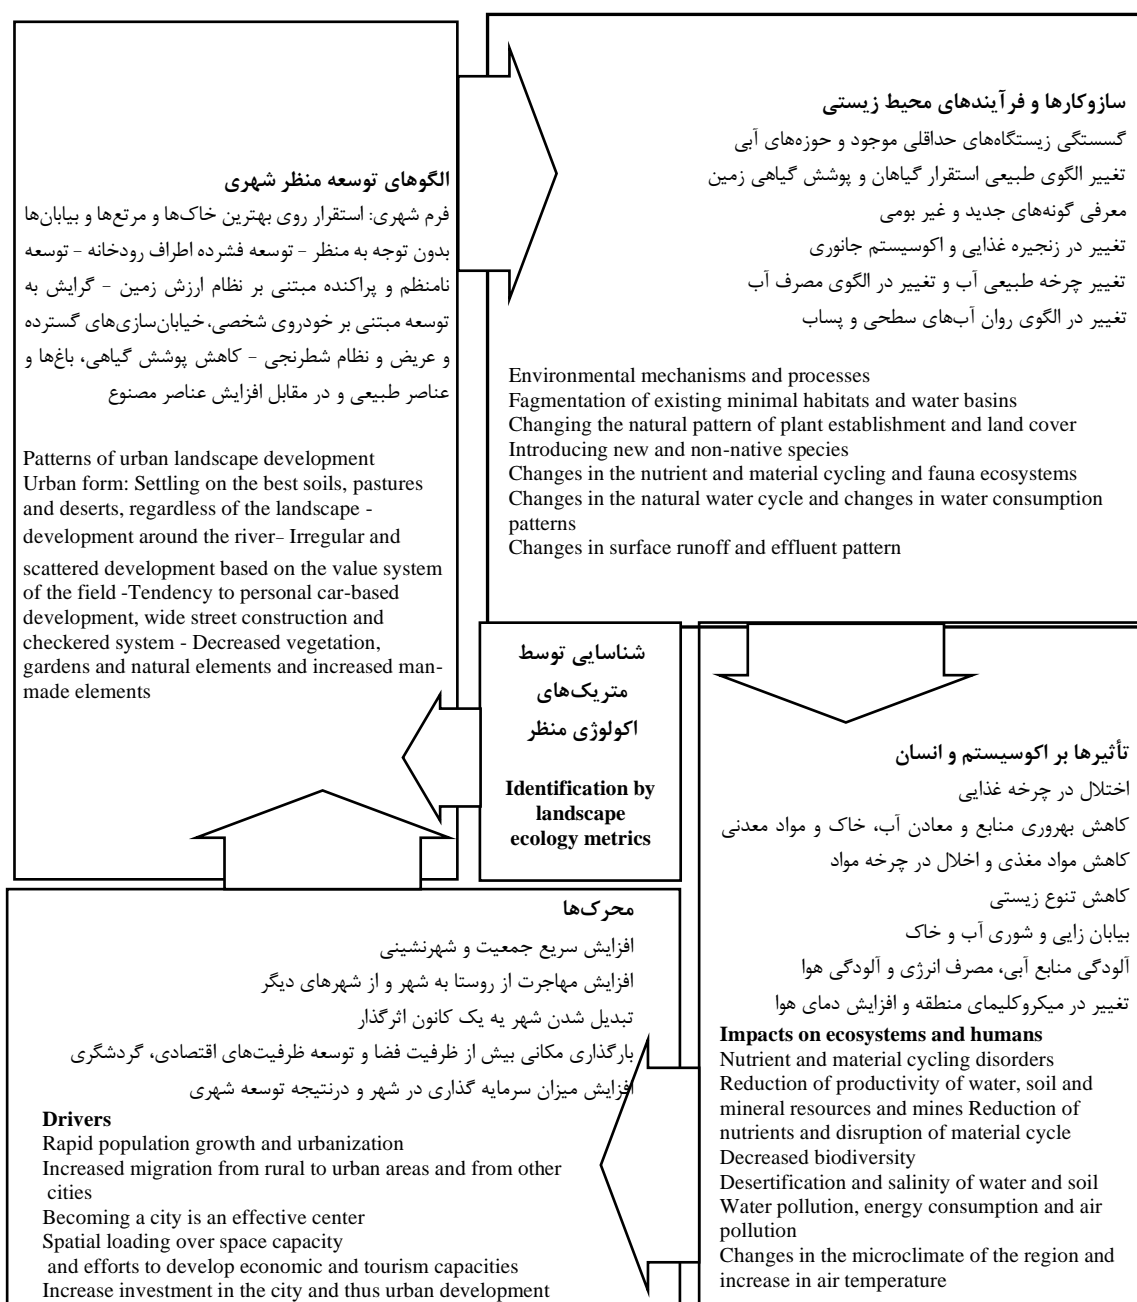 الگوهای توسعه منظر شهری
فرم شهری: استقرار روی بهترین خاک‌ها و مرتع‌ها و بیابان‌ها
بدون توجه به منظر - توسعه فشرده اطراف رودخانه - توسعه
نامنظم و پراکنده مبتنی بر نظام ارزش زمین - گرایش به
توسعه مبتنی بر خودروی شخصی،خیابان‌سازی‌های گسترده
و عریض و نظام شطرنجی - کاهش پوشش گیاهی، باغ‌ها و
عناصر طبیعی و در مقابل افزایش عناصر مصنوع
Patterns of urban landscape development
Urban form: Settling on the best soils, pastures
and deserts, regardless of the landscape -
development around the river– Irregular and
scattered development based on the value system
of the field -Tendency to personal car-based
development, wide street construction and
checkered system - Decreased vegetation,
gardens and natural elements and increased man-
made elements
سازوکارها و فرآیندهای محیط زیستی
گسستگی زیستگاه‌های حداقلی موجود و حوزه‌های آبی
تغییر الگوی طبیعی استقرار گیاهان و پوشش گیاهی زمین
معرفی گونه‌های جدید و غیر بومی
تغییر در زنجیره غذایی و اکوسیستم جانوری
تغییر چرخه طبیعی آب و تغییر در الگوی مصرف آب
تغییر در الگوی روان آب‌های سطحی و پساب
Environmental mechanisms and processes
Fagmentation of existing minimal habitats and water basins
Changing the natural pattern of plant establishment and land cover
Introducing new and non-native species
Changes in the nutrient and material cycling and fauna ecosystems
Changes in the natural water cycle and changes in water consumption
patterns
Changes in surface runoff and effluent pattern
شناسایی توسط
متریک‌های
اکولوژی منظر
Identification by
landscape
ecology metrics
تأثیرها بر اکوسیستم و انسان
اختلال در چرخه غذایی
کاهش بهروری منابع و معادن آب، خاک و مواد معدنی
کاهش مواد مغذی و اخلال در چرخه مواد
کاهش تنوع زیستی
بیابان زایی و شوری آب و خاک
آلودگی منابع آبی، مصرف انرژی و آلودگی هوا
تغییر در میکروکلیمای منطقه و افزایش دمای هوا
Impacts on ecosystems and humans
Nutrient and material cycling disorders
Reduction of productivity of water, soil and
mineral resources and mines Reduction of
nutrients and disruption of material cycle
Decreased biodiversity
Desertification and salinity of water and soil
Water pollution, energy consumption and air
pollution
Changes in the microclimate of the region and
increase in air temperature
محرک‌ها
افزایش سریع جمعیت و شهرنشینی
افزایش مهاجرت از روستا به شهر و از شهرهای دیگر
تبدیل شدن شهر یه یک کانون اثرگذار
بارگذاری مکانی بیش از ظرفیت فضا و توسعه ظرفیت‌های اقتصادی، گردشگری
افزایش میزان سرمایه گذاری در شهر و درنتیجه توسعه شهری
Drivers
Rapid population growth and urbanization
Increased migration from rural to urban areas and from other
cities
Becoming a city is an effective center
Spatial loading over space capacity
and efforts to develop economic and tourism capacities
Increase investment in the city and thus urban development